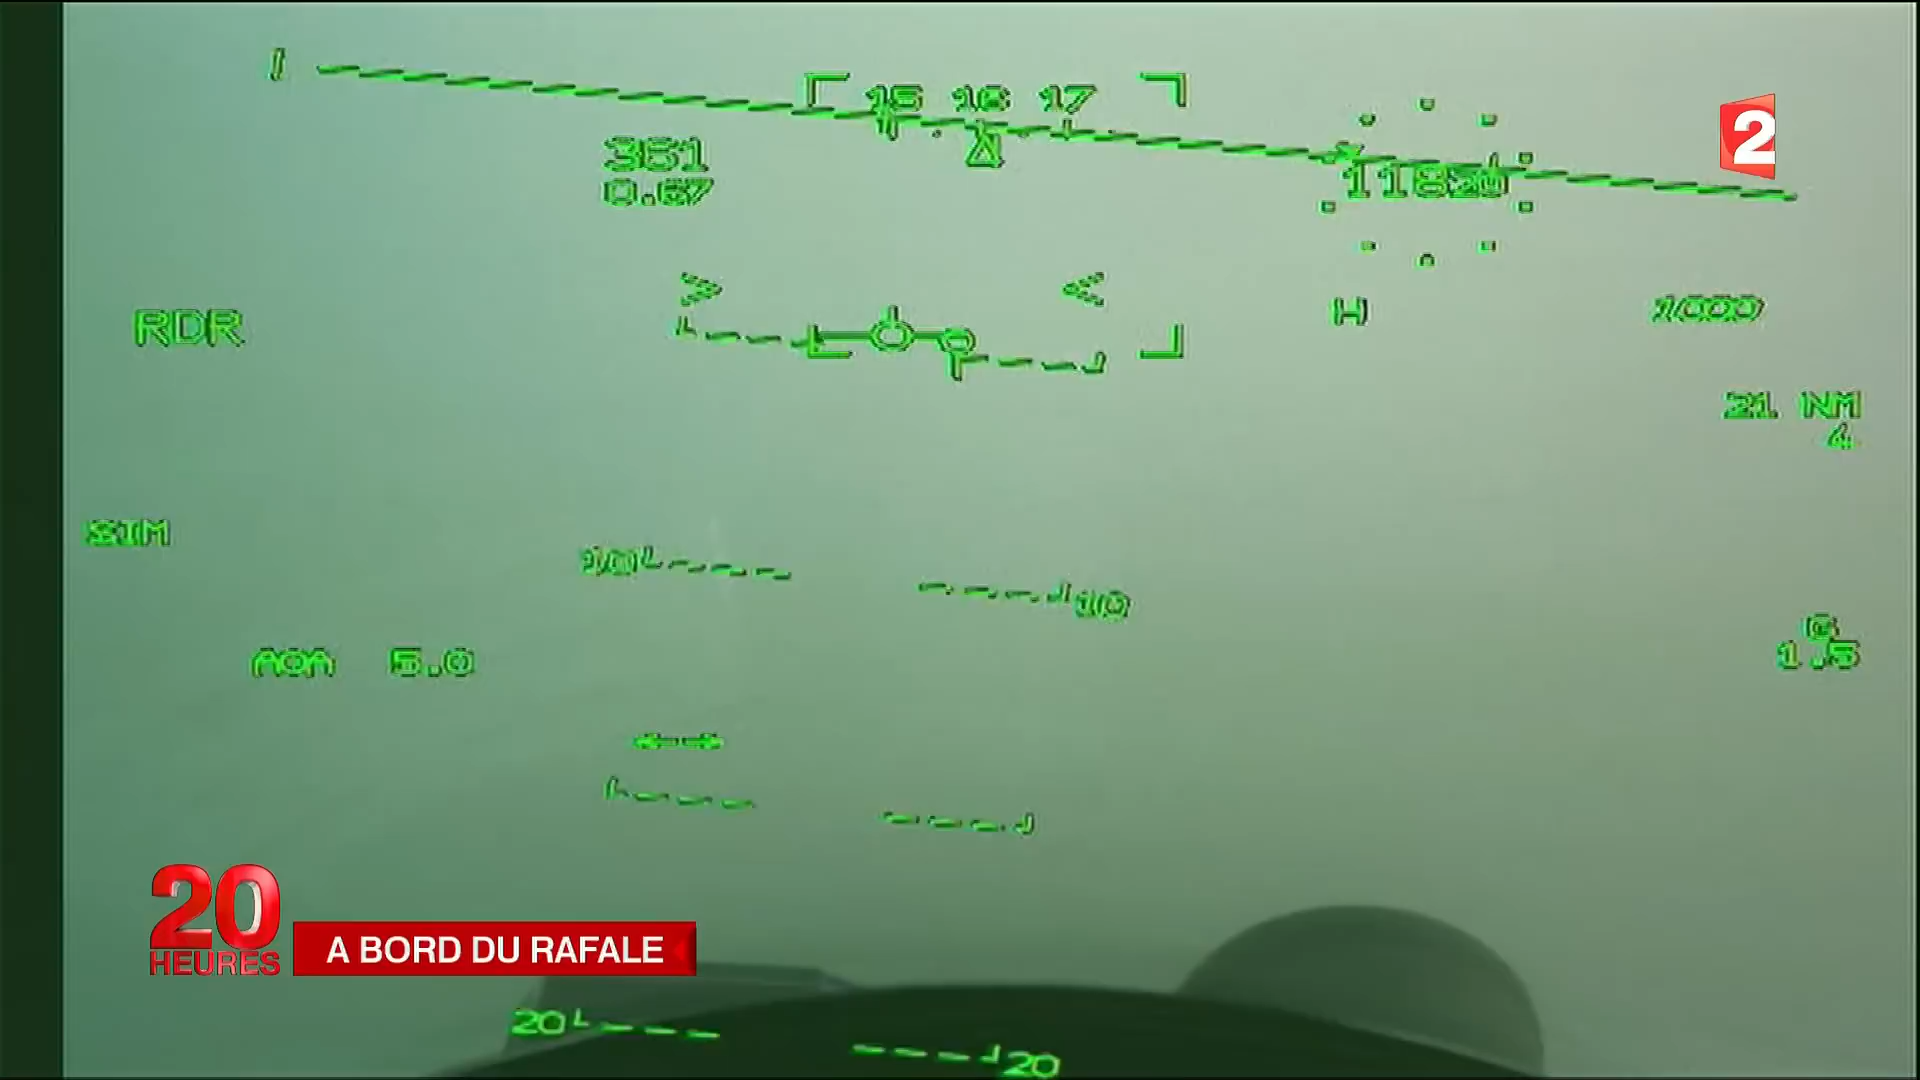 15 16 17
2
361
0.67
11820
RDR
H
1000
21 NM
4
SIM
10 10
G
1.5
AOA 5.0
20
HEURES
A BORD DU RAFALE
20 20